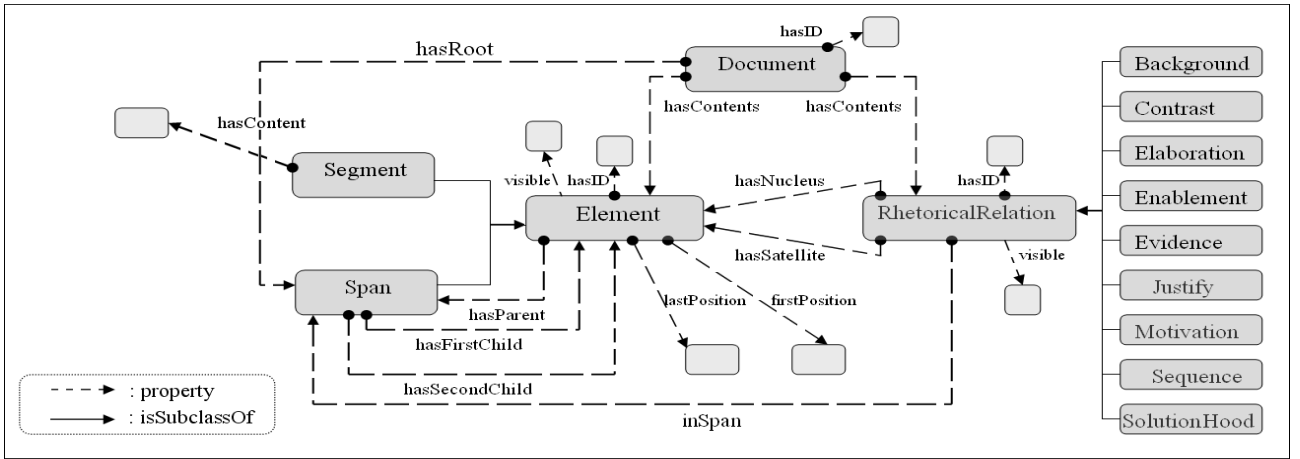 hasRoot
hasID
Document
Background
hasContents
hasContents
Contrast
hasContent
Segment
visible
hasID
hasNucleus
hasID
Elaboration
Element
RhetoricalRelation
Enablement
hasSatellite
visible
Evidence
Span
hasParent
lastPosition
firstPosition
Justify
hasFirstChild
Motivation
hasSecondChild
Sequence
inSpan
SolutionHood
: property
: isSubclassOf